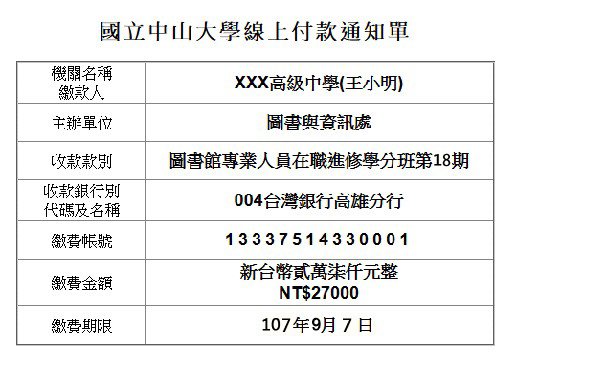 國立中山大學線上付款通知單
機關名稱
繳款人
XXX高級中學(王小明)
主辦單位
圖書與資訊處
收款款別
圖書館專業人員在職進修學分班第18期
收款銀行別
代碼及名稱
004台灣銀行高雄分行
繳費帳號
13337514330001
繳費金額
新台幣貳萬柒仟元整
NT$27000
繳費期限
107年9月7日